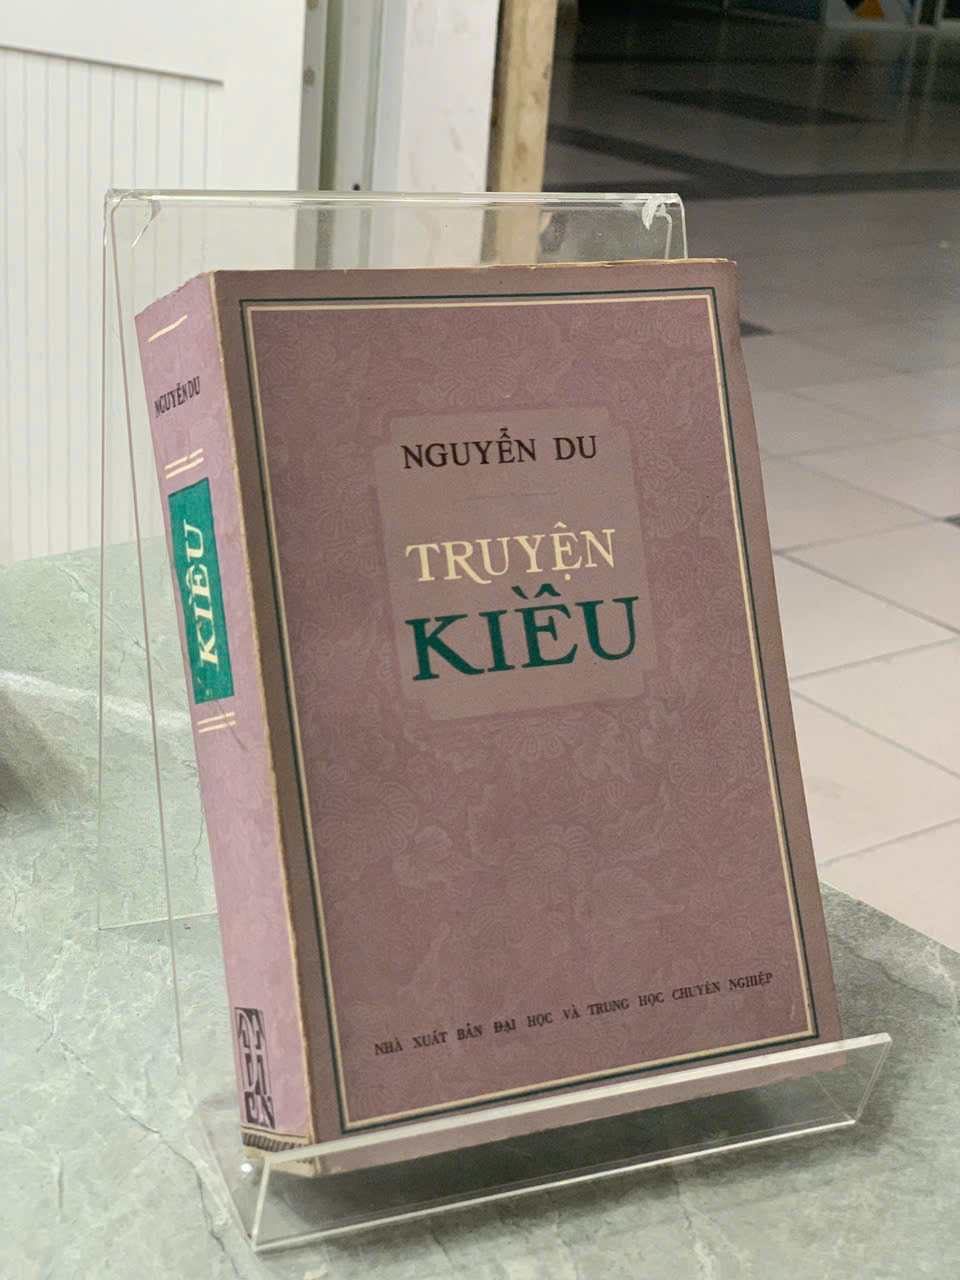 NGUYỄN DU
KIỀU
NGUYỄN DU
TRUYỆN
KIỀU
NHÀ XUẤT BẢN ĐẠI HỌC VÀ TRUNG HỌC CHUYÊN NGHIỆP